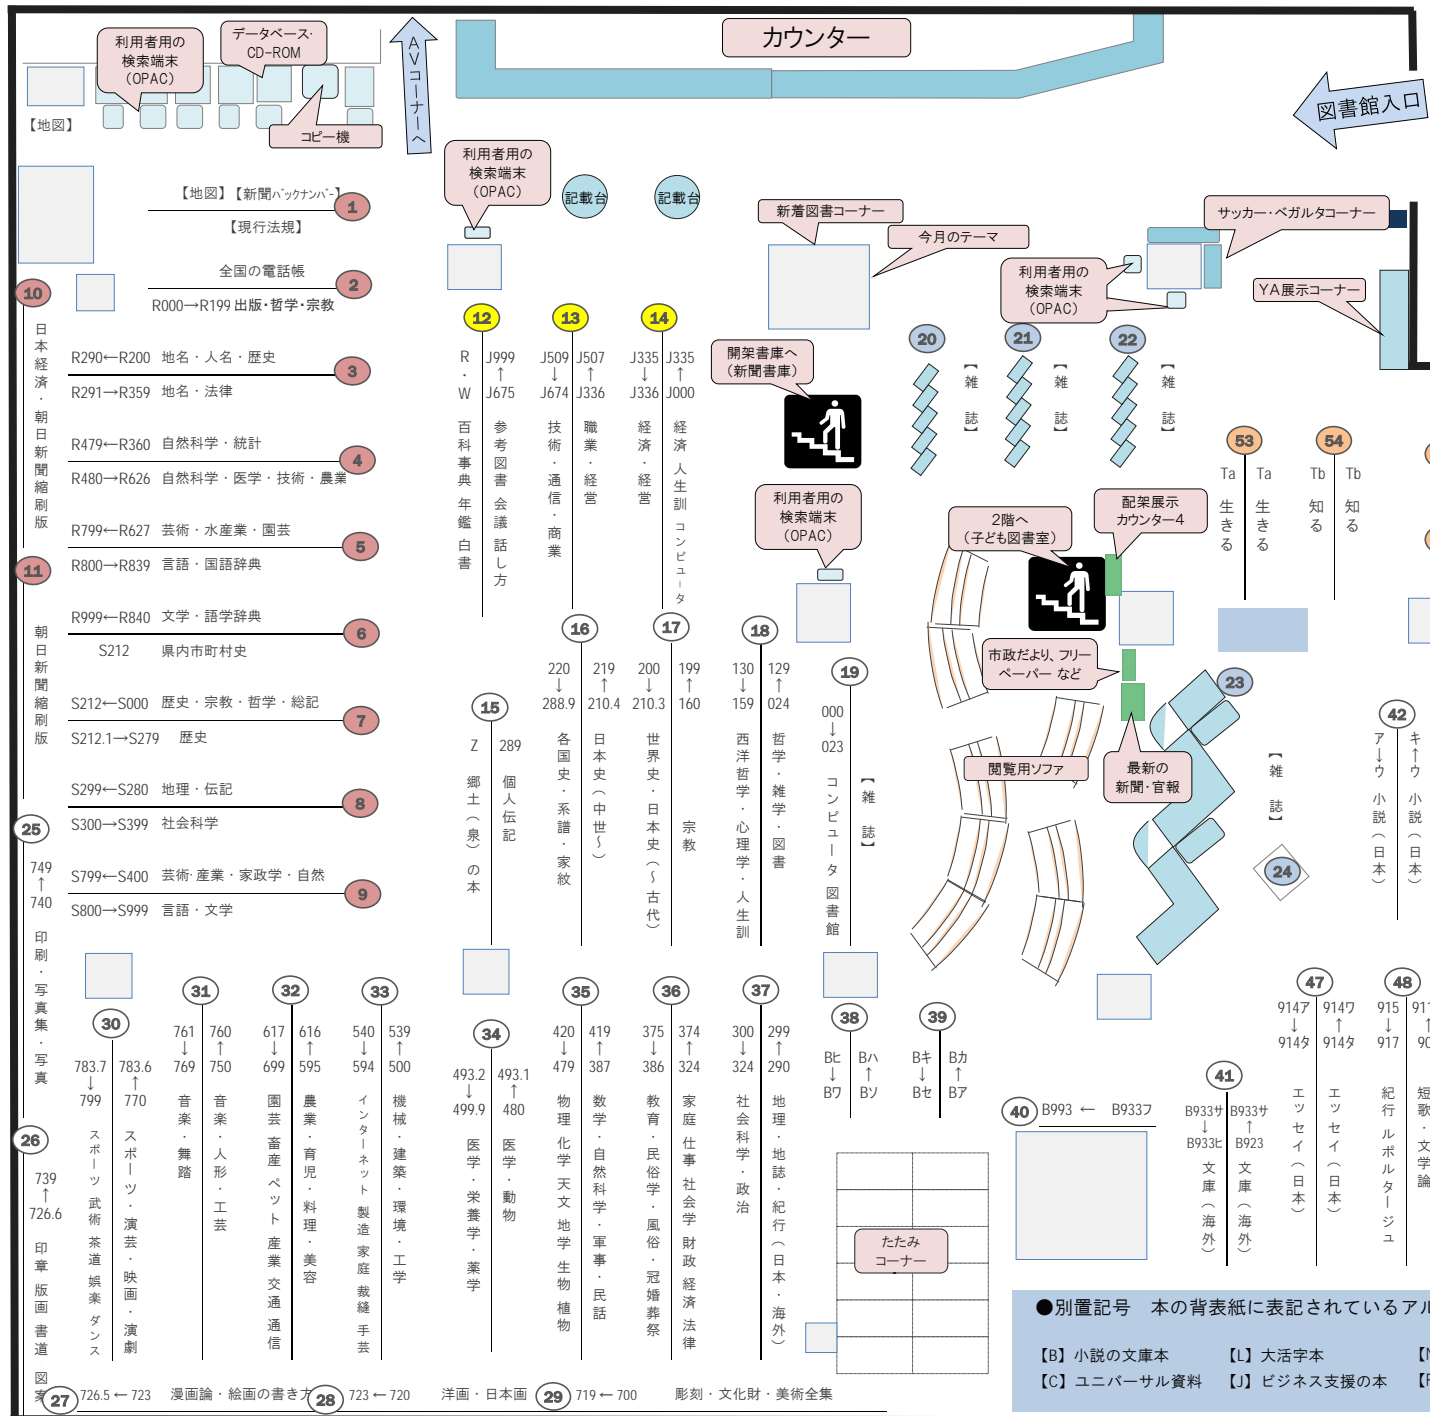 カウンター
利用者用の
検索端末
(OPAC)
データベース・
CD-ROM
コピー機
【地図】
AVコーナーへ
図書館入口
利用者用の
検索端末
(OPAC)
記載台
記載台
新着図書コーナー
今月のテーマ
サッカー・ベガルタコーナー
利用者用の
検索端末
(OPAC)
YA展示コーナー
【地図】【新聞バックナンバー】
1
【現行法規】
全国の電話帳
2
R000→R199 出版・哲学・宗教
R290←R200 地名・人名・歴史
3
R291→R359 地名・法律
R479←R360 自然科学・統計
4
R480→R626 自然科学・医学・技術・農業
R799←R627 芸術・水産業・園芸
5
R800→R839 言語・国語辞典
R999←R840 文学・語学辞典
6
S212 県内市町村史
S212←S000 歴史・宗教・哲学・総記
7
S212.1→S279 歴史
S299←S280 地理・伝記
8
S300→S399 社会科学
S799←S400 芸術・産業・家政学・自然
9
S800→S999 言語・文学
10
日本経済・朝日新聞縮刷版
11
朝日新聞縮刷版
12
R・W 百科事典 年鑑 白書
J999
↑
J675
参考図書 会議 話し方
13
J509
↓
J674
技術・通信・商業
J507
↑
J336
職業・経営
14
J335
↓
J336
経済・経営
J335
↑
J000
経済 人生訓 コンピュータ
開架書庫へ
(新聞書庫)
利用者用の
検索端末
(OPAC)
20
【雑誌】
21
【雑誌】
22
【雑誌】
53
Ta 生きる
Ta 生きる
54
Tb 知る
Tb 知る
2階へ
(子ども図書室)
配架展示
カウンター4
市政だより、フリー
ペーパー など
閲覧用ソファ
最新の
新聞・官報
23
【雑誌】
24
15
Z 郷土(泉)の本
289 個人伝記
16
220
↓
288.9
各国史・系譜・家紋
219
↑
210.4
日本史(中世~)
17
200
↓
210.3
世界史・日本史(~古代)
199
↑
160
宗教
18
130
↓
159
西洋哲学・心理学・人生訓
129
↑
024
哲学・雑学・図書
19
000
↓
023
コンピュータ 図書館
【雑誌】
42
ア→ウ 小説(日本)
キ←ウ 小説(日本)
25
749
↑
740
印刷・写真集・写真
26
739
↑
726.6
印章 版画 書道 図案
27
726.5 ← 723 漫画論・絵画の書き方
28
723 ← 720 洋画・日本画
29
719 ← 700 彫刻・文化財・美術全集
30
783.7
↓
799
スポーツ 武術 茶道 娯楽 ダンス
783.6
↑
770
スポーツ・演芸・映画・演劇
31
761
↓
769
音楽・舞踏
760
↑
750
音楽・人形・工芸
32
617
↓
699
園芸 畜産 ペット 産業 交通 通信
616
↑
595
農業・育児・料理・美容
33
540
↓
594
インターネット 製造 家庭 裁縫 手芸
539
↑
500
機械・建築・環境・工学
34
493.2
↓
499.9
医学・栄養学・薬学
493.1
↑
480
医学・動物
35
420
↓
479
物理 化学 天文 地学 生物 植物
419
↑
387
数学・自然科学・軍事・民話
36
375
↓
386
教育・民俗学・風俗・冠婚葬祭
374
↑
324
家庭 仕事 社会学 財政 経済 法律
37
300
↓
324
社会科学・政治
299
↑
290
地理・地誌・紀行(日本・海外)
38
Bヒ
↓
Bワ
Bハ
↑
Bソ
39
Bキ
↓
Bセ
Bカ
↑
Bア
40
B993 ← B933フ
41
B933サ
↓
B933ヒ
文庫(海外)
B933サ
↑
B923
文庫(海外)
47
914ア
↓
914タ
エッセイ(日本)
914ワ
↑
914タ
エッセイ(日本)
48
915
↓
917
紀行 ルポルタージュ
911
↑
90
短歌・文学論
たたみ
コーナー
●別置記号 本の背表紙に表記されているアル
【B】小説の文庫本 【L】大活字本
【C】ユニバーサル資料 【J】ビジネス支援の本